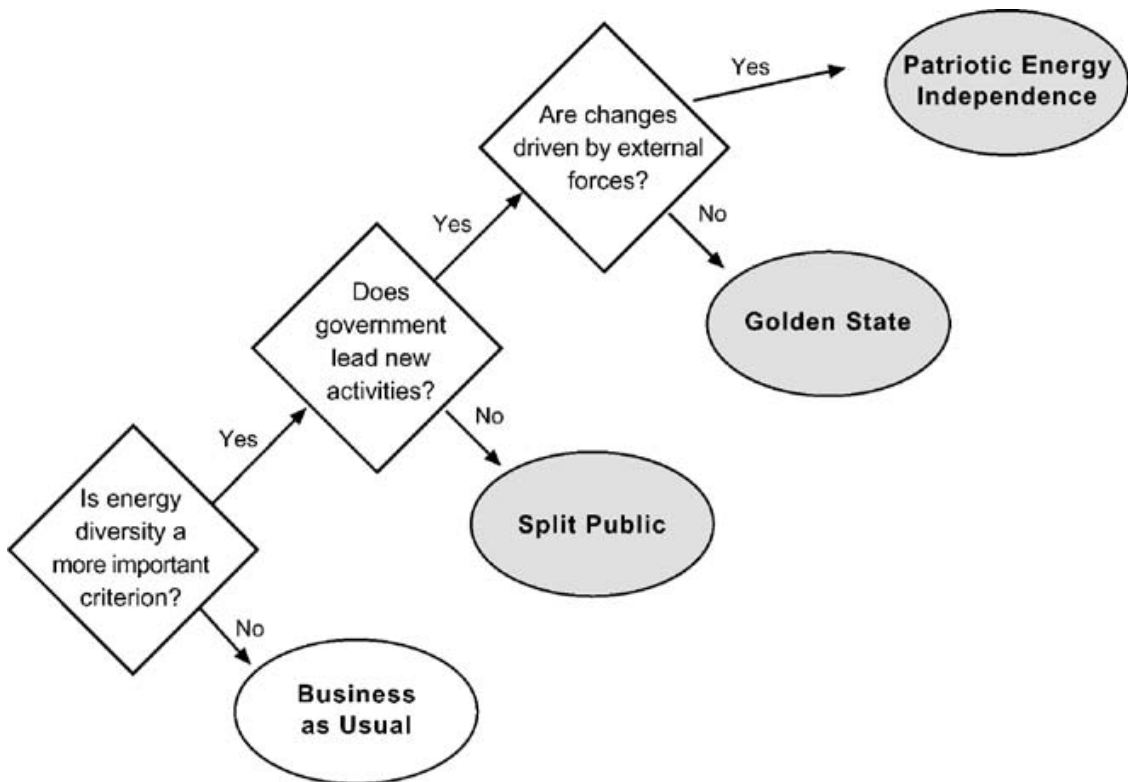 Yes
Patriotic Energy
Independence
Are changes
driven by external
forces?
No
Yes
Golden State
Does
government
lead new
activities?
No
Yes
Split Public
Is energy
diversity a
more important
criterion?
No
Business
as Usual